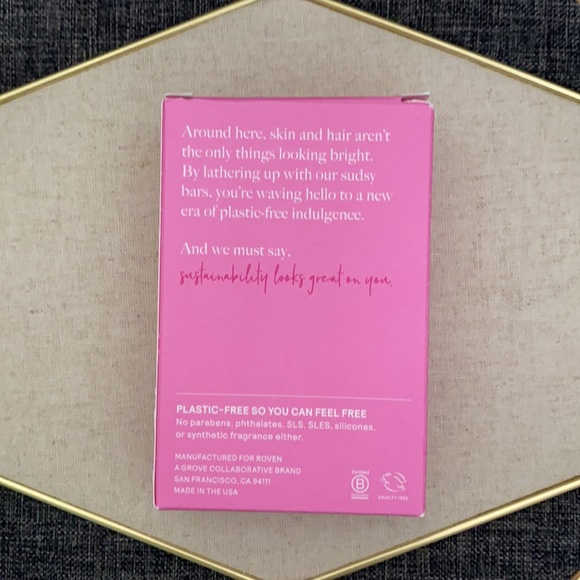 Around here, skin and hair aren't
the only things looking bright.
By lathering up with our sudsy
bars, you're waving hello to a new
era of plastic-free indulgence.
And we must say,
sustainability looks great on you.
PLASTIC-FREE SO YOU CAN FEEL FREE
No parabens, phthalates, SLS, SLES, silicones,
or synthetic fragrance either.
MANUFACTURED FOR ROVEN
A GROVE COLLABORATIVE BRAND
SAN FRANCISCO, CA 94111
MADE IN THE USA
Certified
B
CRUELTY FREE